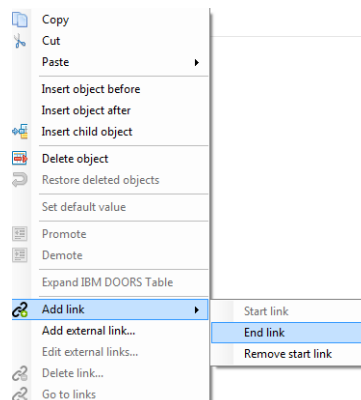 Copy
Cut
Paste
Insert object before
Insert object after
Insert child object
Delete object
Restore deleted objects
Set default value
Promote
Demote
Expand IBM DOORS Table
Add link
Start link
Add external link...
End link
Edit external links...
Remove start link
Delete link...
Go to links